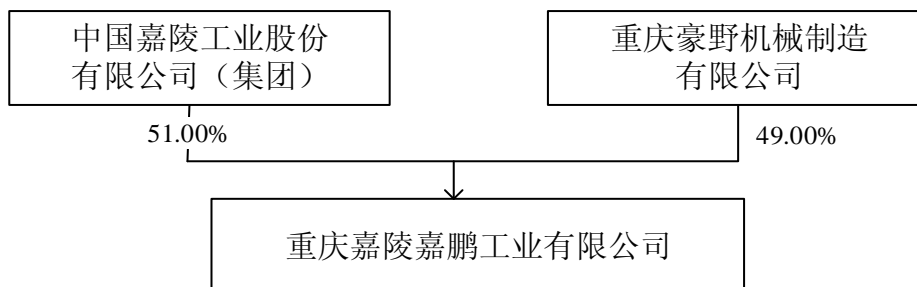 中国嘉陵工业股份
有限公司（集团）
重庆豪野机械制造
有限公司
51.00%
49.00%
重庆嘉陵嘉鹏工业有限公司